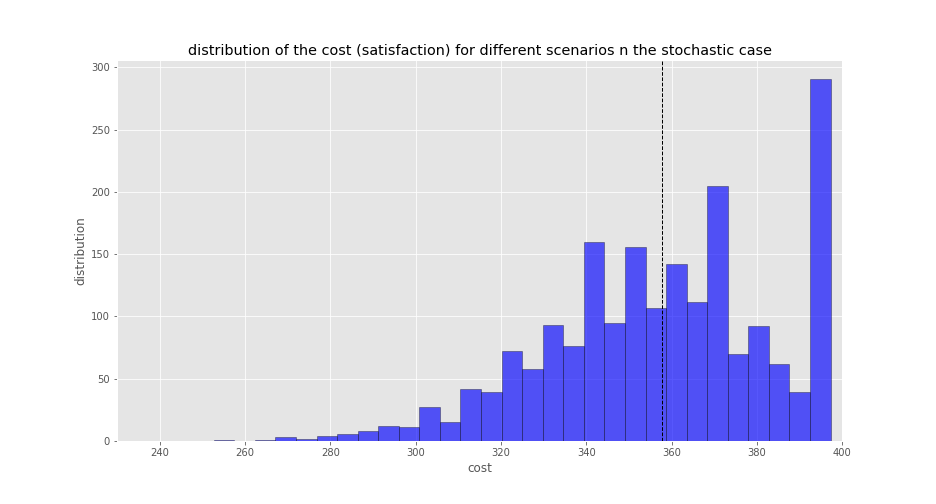 distribution of the cost (satisfaction) for different scenarios n the stochastic case
300
250
200
150
100
50
0
distribution
240 260 280 300 320 340 360 380 400
cost